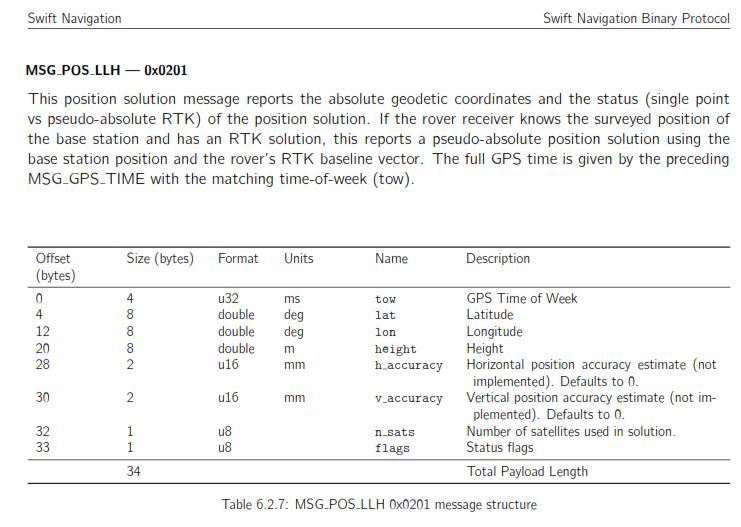 Swift Navigation Swift Navigation Binary Protocol
MSG_POS_LLH — 0x0201
This position solution message reports the absolute geodetic coordinates and the status (single point
vs pseudo-absolute RTK) of the position solution. If the rover receiver knows the surveyed position of
the base station and has an RTK solution, this reports a pseudo-absolute position solution using the
base station position and the rover's RTK baseline vector. The full GPS time is given by the preceding
MSG_GPS_TIME with the matching time-of-week (tow).
Offset Size (bytes) Format Units Name Description
(bytes)
0 4 u32 ms tow GPS Time of Week
4 8 double deg lat Latitude
12 8 double deg lon Longitude
20 8 double m height Height
28 2 u16 mm h_accuracy Horizontal position accuracy estimate (not
implemented). Defaults to 0.
30 2 u16 mm v_accuracy Vertical position accuracy estimate (not im-
plemented). Defaults to 0.
32 1 u8 n_sats Number of satellites used in solution.
33 1 u8 flags Status flags
34 Total Payload Length
Table 6.2.7: MSG_POS_LLH 0x0201 message structure